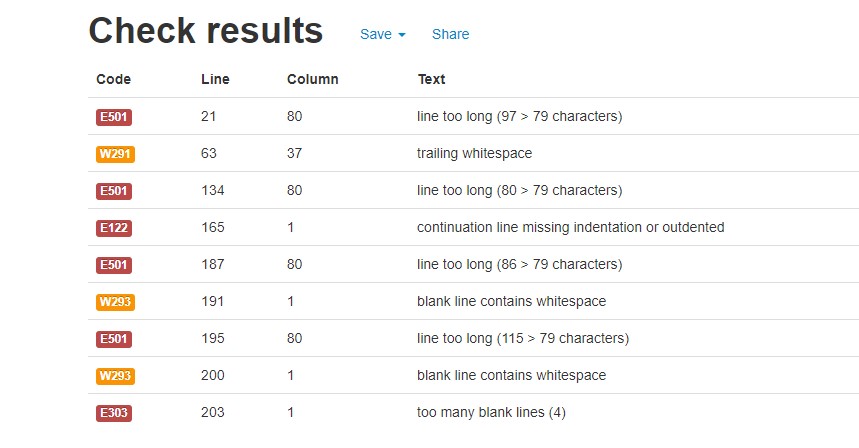 Check results Save Share
Code Line Column Text
E501 21 80 line too long (97 > 79 characters)
W291 63 37 trailing whitespace
E501 134 80 line too long (80 > 79 characters)
E122 165 1 continuation line missing indentation or outdented
E501 187 80 line too long (86 > 79 characters)
W293 191 1 blank line contains whitespace
E501 195 80 line too long (115 > 79 characters)
W293 200 1 blank line contains whitespace
E303 203 1 too many blank lines (4)